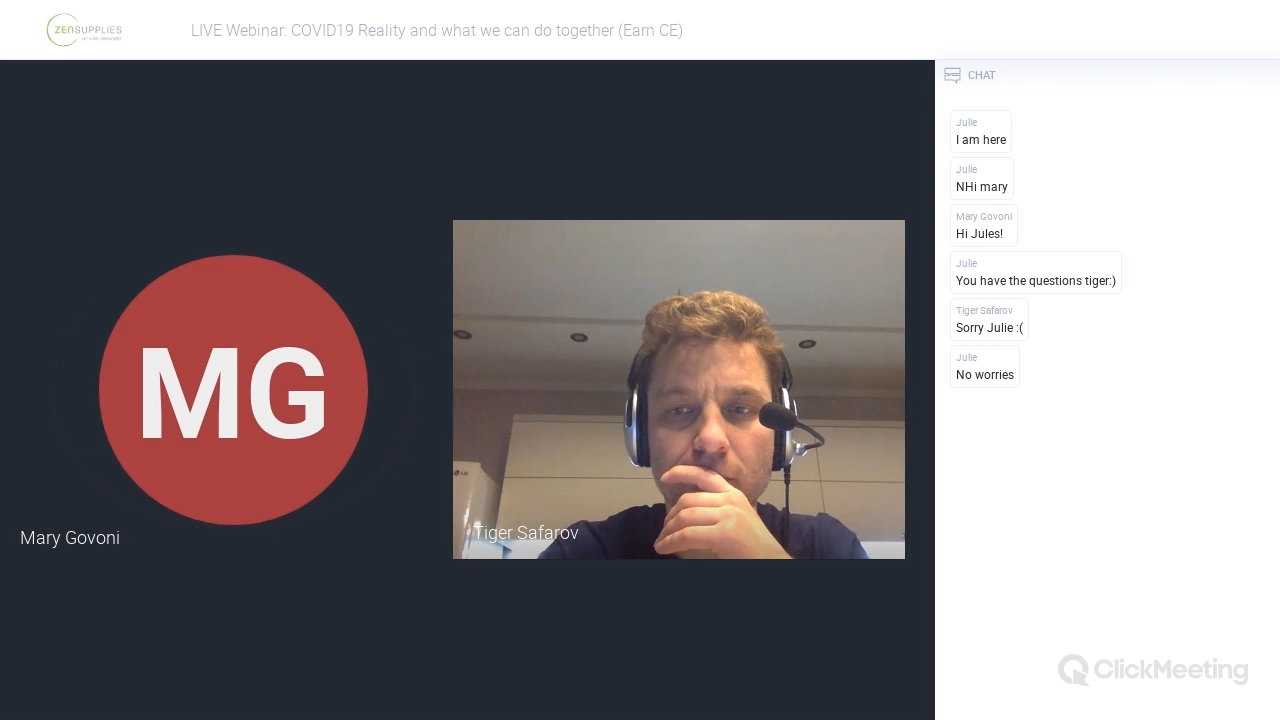 ZENSUPPLIES
LIVE Webinar: COVID19 Reality and what we can do together (Earn CE)
CHAT
Julie
I am here
Julie
NHi mary
Mary Govoni
Hi Jules!
Julie
You have the questions tiger:)
Tiger Safarov
Sorry Julie :(
Julie
No worries
MG
Mary Govoni
LG
Tiger Safarov
ClickMeeting